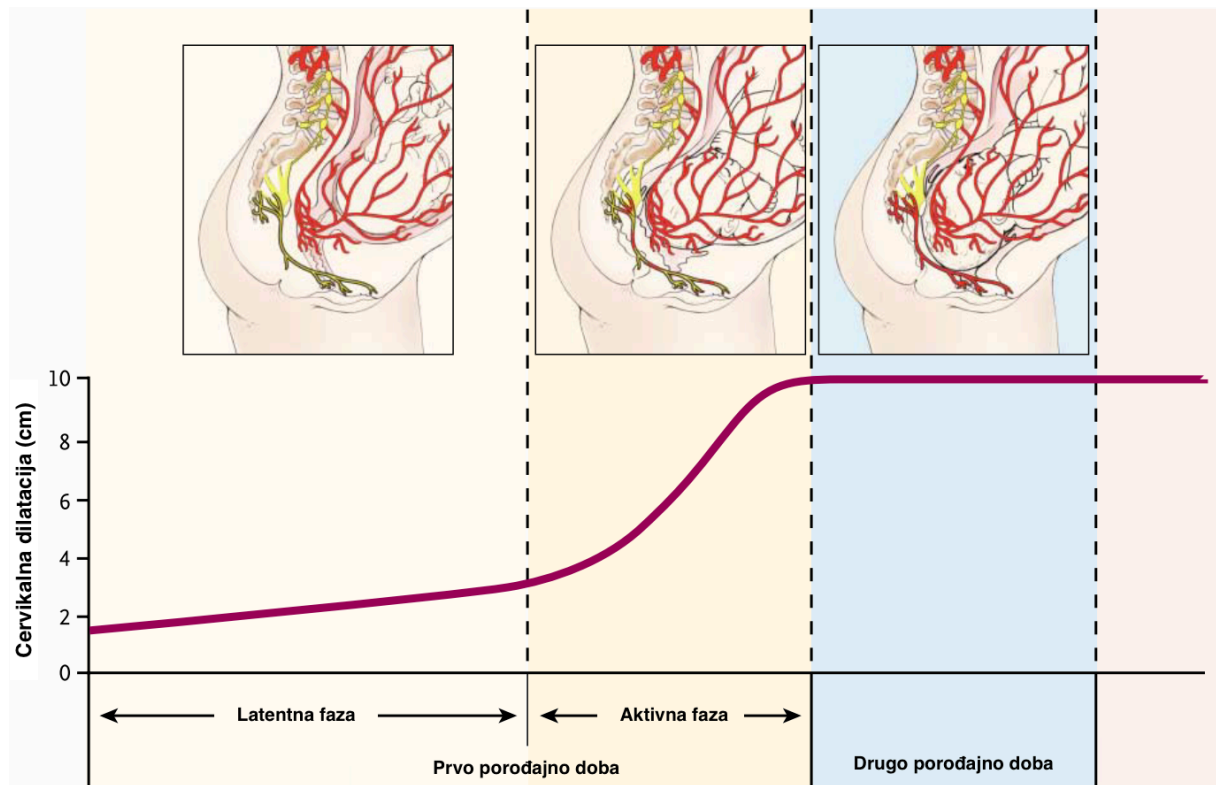 10
8
6
4
2
0
Cervikalna dilatacija (cm)
Latentna faza
Aktivna faza
Prvo porođajno doba
Drugo porođajno doba